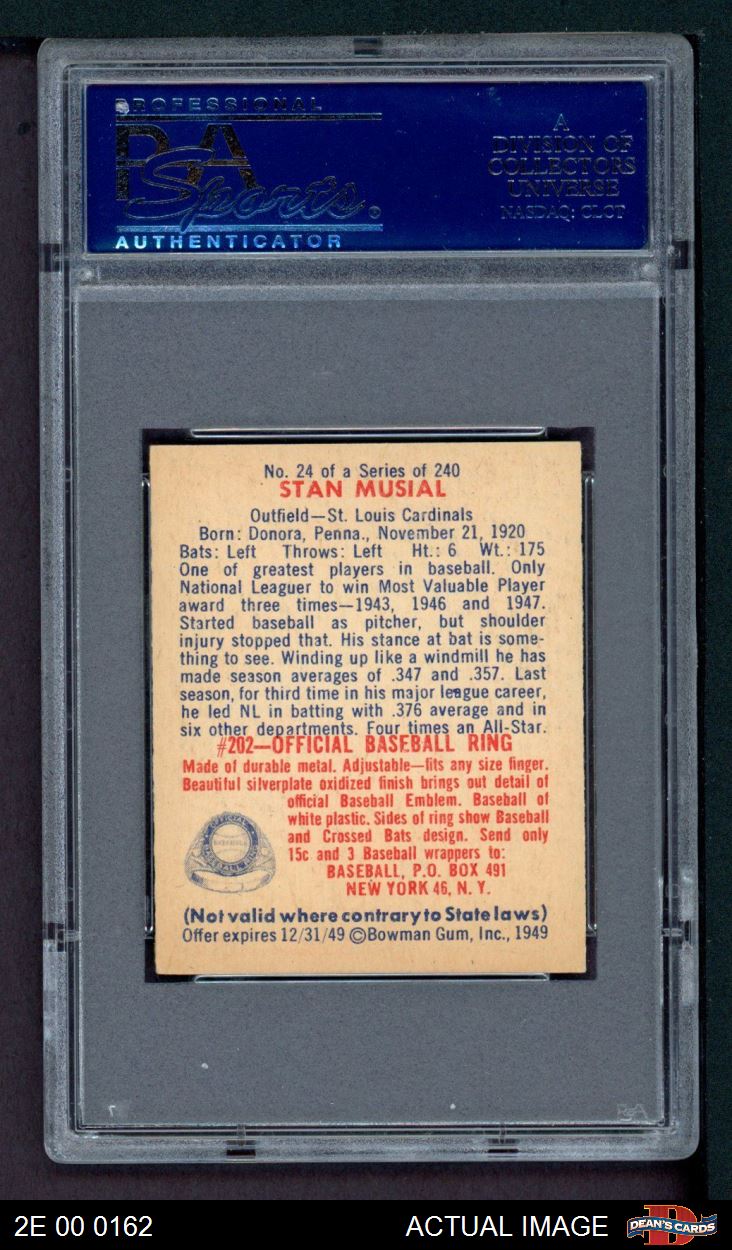 PROFESSIONAL
PSA
Sports
AUTHENTICATOR
A
DIVISION OF
COLLECTORS
UNIVERSE
NASDAQ: CLCT
No. 24 of a Series of 240
STAN MUSIAL
Outfield—St. Louis Cardinals
Born: Donora, Penna., November 21, 1920
Bats: Left Throws: Left Ht.: 6 Wt.: 175
One of greatest players in baseball. Only
National Leaguer to win Most Valuable Player
award three times—1943, 1946 and 1947.
Started baseball as pitcher, but shoulder
injury stopped that. His stance at bat is some-
thing to see. Winding up like a windmill he has
made season averages of .347 and .357. Last
season, for third time in his major league career,
he led NL in batting with .376 average and in
six other departments. Four times an All-Star.
#202—OFFICIAL BASEBALL RING
Made of durable metal. Adjustable—fits any size finger.
Beautiful silverplate oxidized finish brings out detail of
official Baseball Emblem. Baseball of
white plastic. Sides of ring show Baseball
and Crossed Bats design. Send only
15c and 3 Baseball wrappers to:
BASEBALL, P.O. BOX 491
NEW YORK 46, N. Y.
OFFICIAL
BASEBALL RING
(Not valid where contrary to State laws)
Offer expires 12/31/49 ©Bowman Gum, Inc., 1949
PSA
2E 00 0162
ACTUAL IMAGE
DEAN'S CARDS